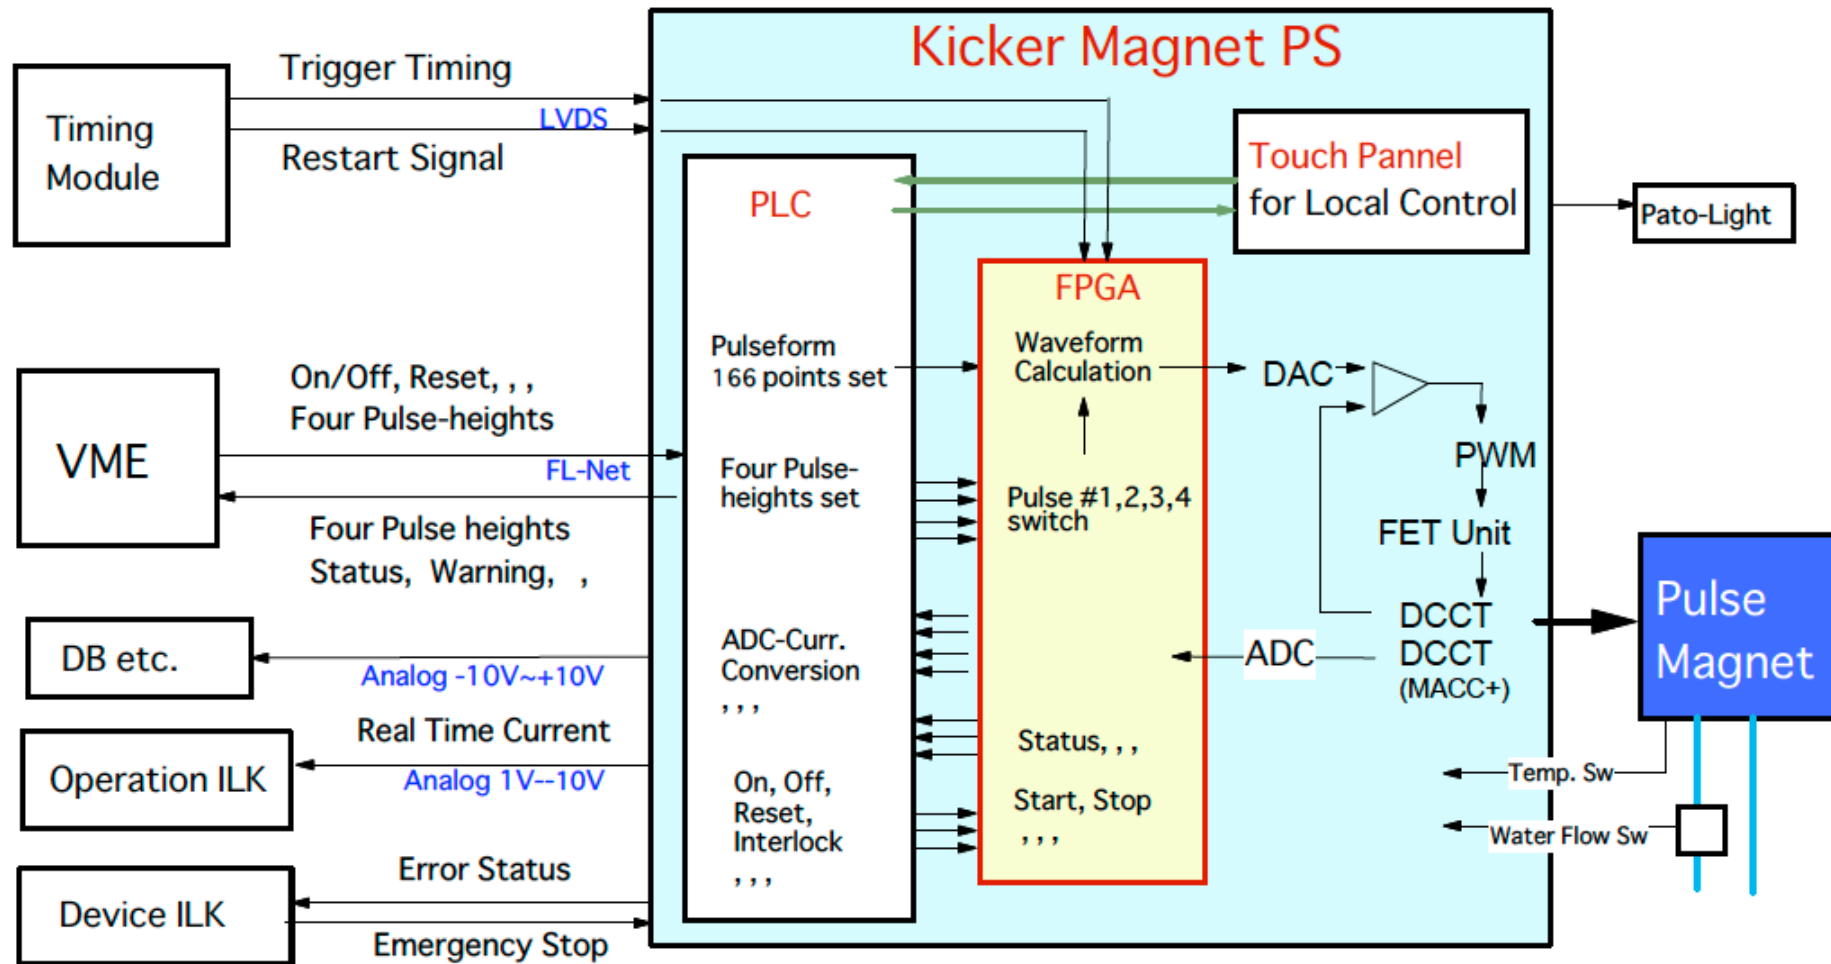 Kicker Magnet PS
Trigger Timing
LVDS
Restart Signal
Timing
Module
PLC
Touch Pannel
for Local Control
Pato-Light
FPGA
Pulseform
166 points set
Waveform
Calculation
DAC
On/Off, Reset, , ,
Four Pulse-heights
VME
FL-Net
Four Pulse heights
Status, Warning, ,
Four Pulse-
heights set
Pulse #1,2,3,4
switch
PWM
FET Unit
DCCT
DCCT
(MACC+)
ADC
Pulse
Magnet
DB etc.
Analog -10V~+10V
ADC-Curr.
Conversion
, , ,
Real Time Current
Operation ILK
Analog 1V--10V
Status, , ,
On, Off,
Reset,
Interlock
, , ,
Start, Stop
, , ,
Temp. Sw
Water Flow Sw
Error Status
Device ILK
Emergency Stop